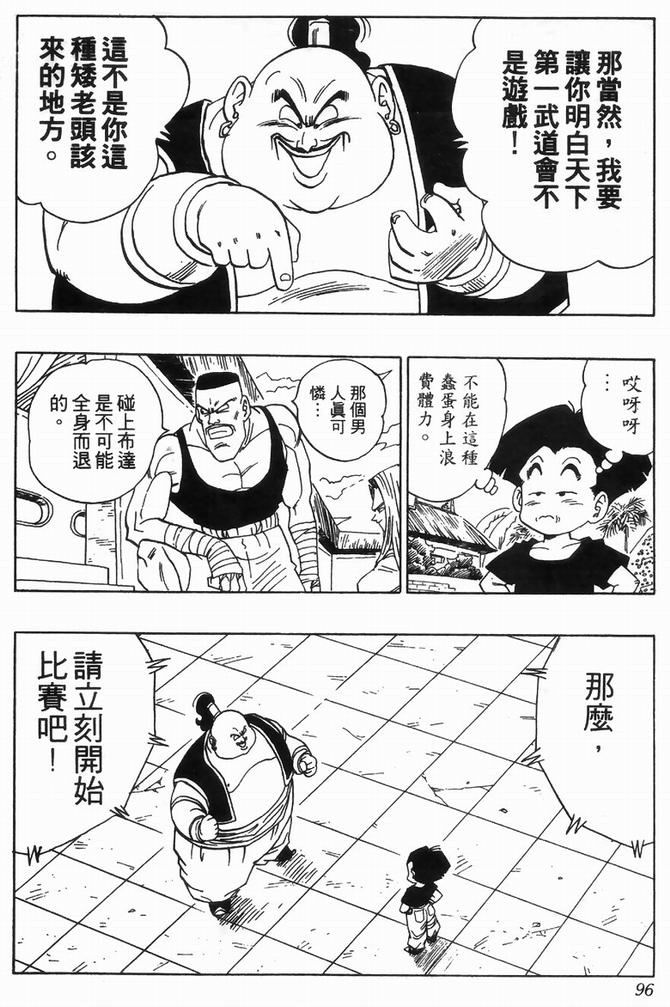 那當然，我要
讓你明白天下
第一武道會不
是遊戲！
這不是你這
種矮老頭該
來的地方。
哎呀呀
…
不能在這種
蠢蛋身上浪
費體力。
那個男
人真可
憐…
碰上布達
是不可能
全身而退
的。
那麼，
請立刻開始
比賽吧！
96